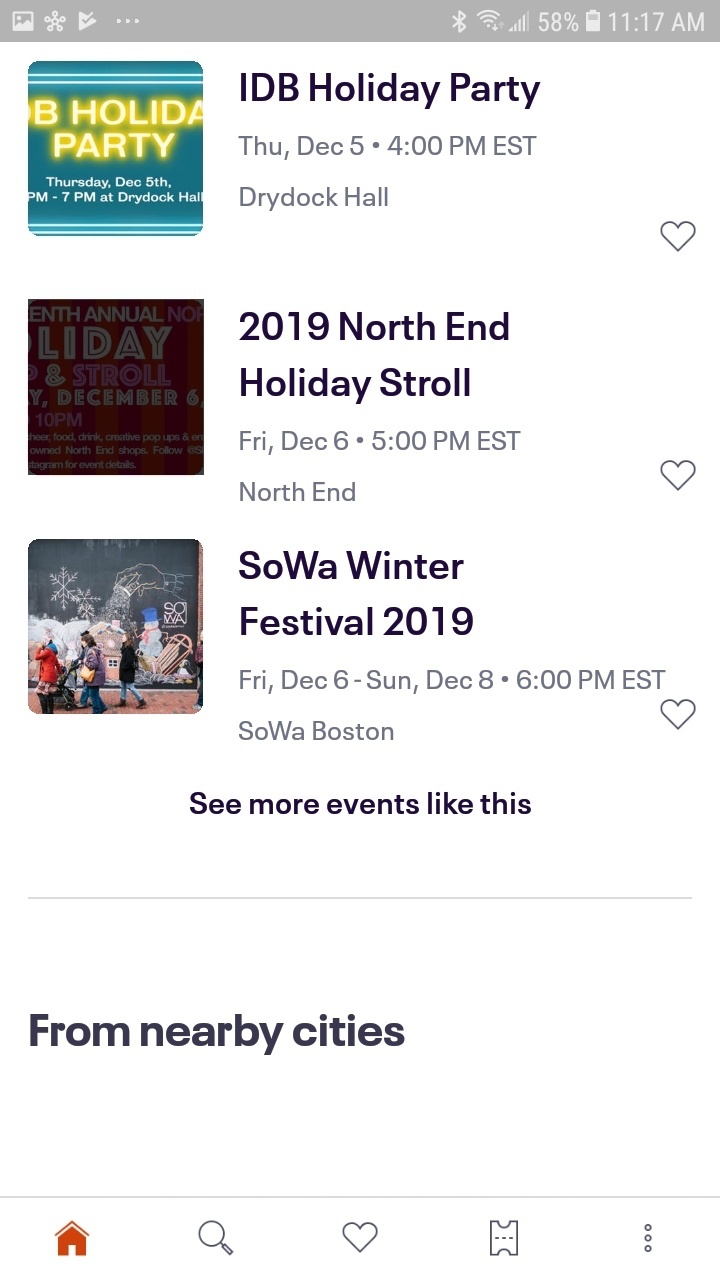 58% 11:17 AM
B HOLIDA
PARTY
Thursday, Dec 5th,
PM - 7 PM at Drydock Hall
IDB Holiday Party
Thu, Dec 5 • 4:00 PM EST
Drydock Hall
ENTH ANNUAL NOR
LIDAY
P & STROLL
Y, DECEMBER 6,
10PM
cheer, food, drink, creative pop ups & en
owned North End shops. Follow @S
stagram for event details.
2019 North End
Holiday Stroll
Fri, Dec 6 • 5:00 PM EST
North End
SO
WA
SoWa Winter
Festival 2019
Fri, Dec 6 - Sun, Dec 8 • 6:00 PM EST
SoWa Boston
See more events like this
From nearby cities